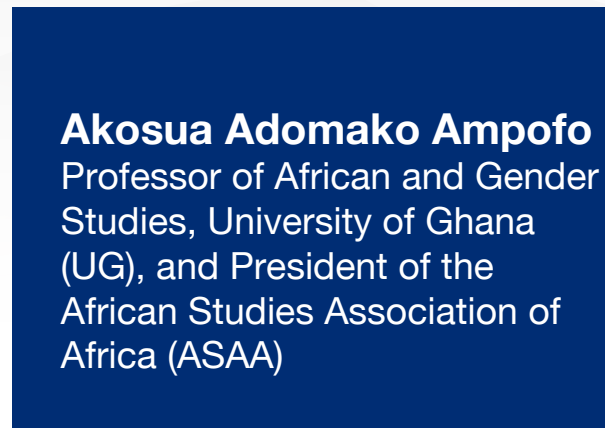 Akosua Adomako Ampofo
Professor of African and Gender
Studies, University of Ghana
(UG), and President of the
African Studies Association of
Africa (ASAA)